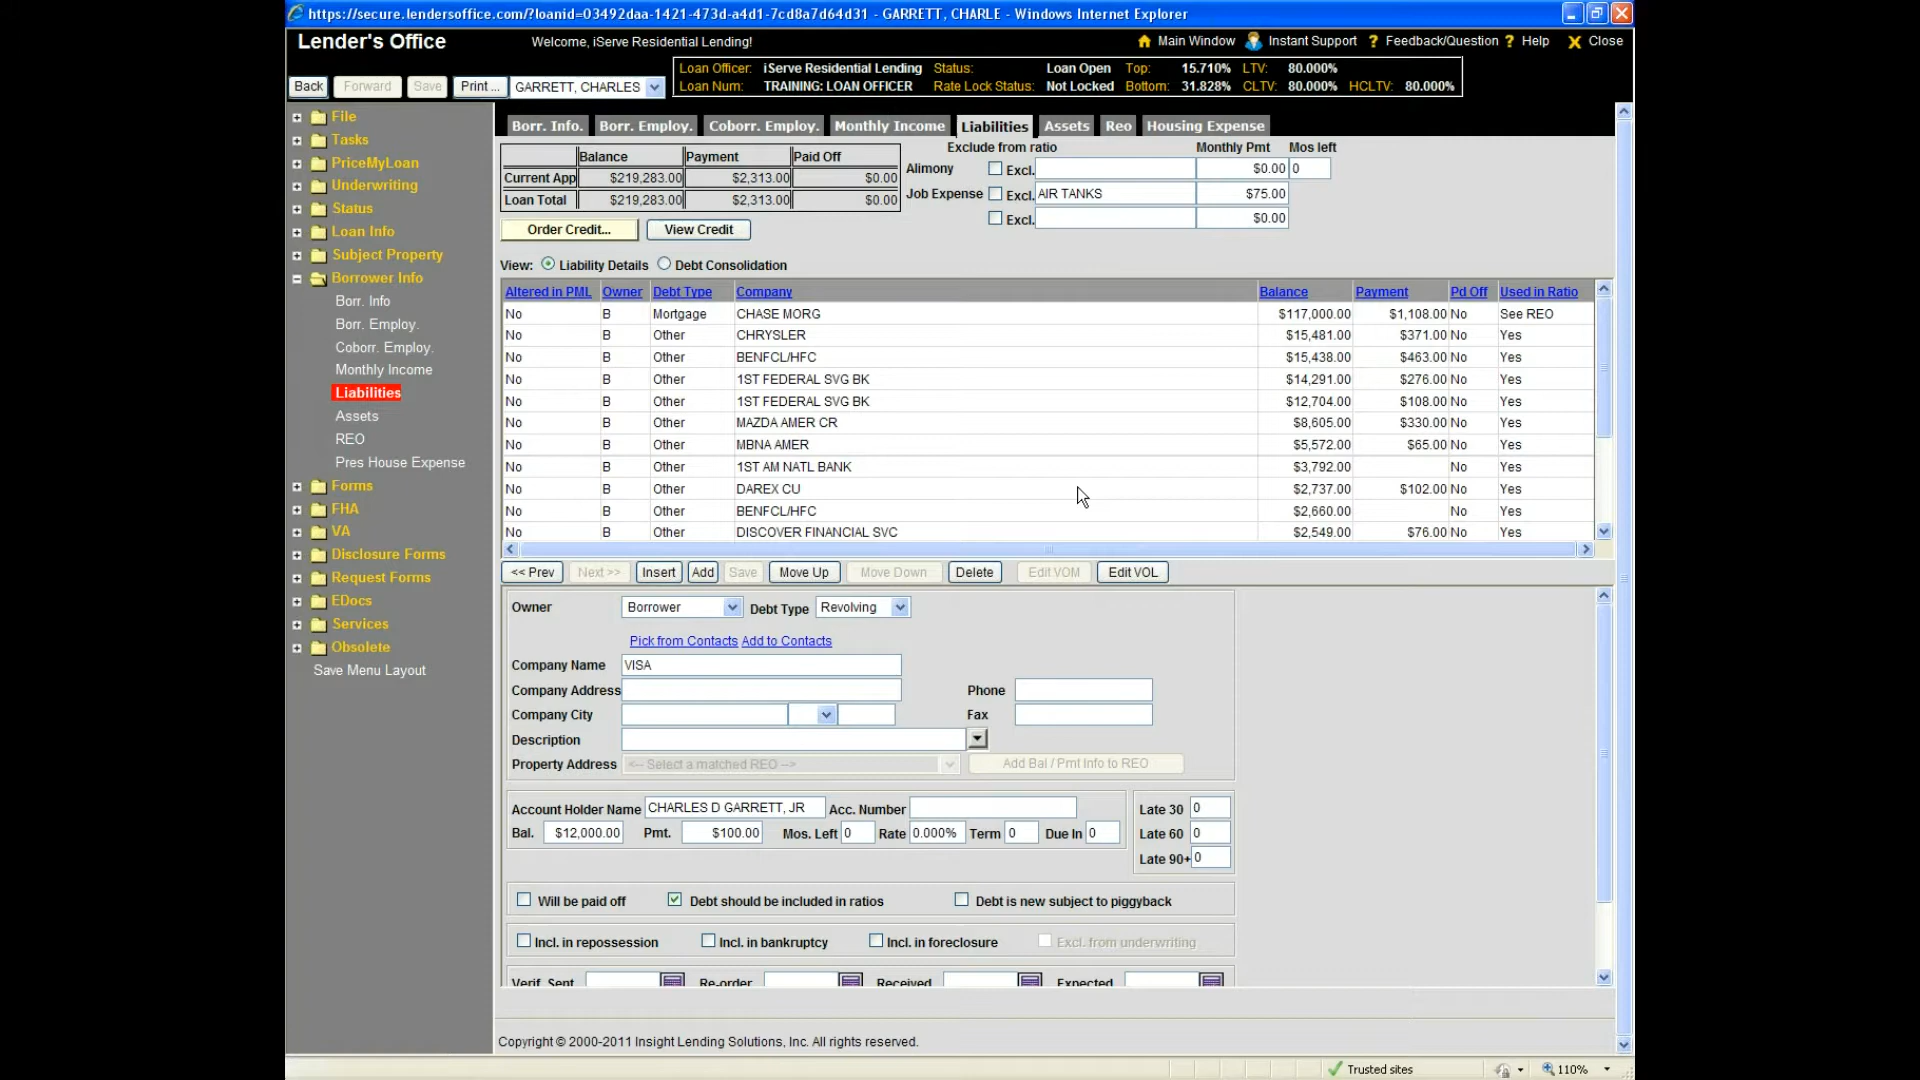 https://secure.lendersoffice.com/?loanid=03492daa-1421-473d-a4d1-7cd8a7d64d31 - GARRETT, CHARLE - Windows Internet Explorer
Lender's Office Welcome, iServe Residential Lending! Main Window Instant Support ? Feedback/Question ? Help X Close
Back Forward Save Print ... GARRETT, CHARLES
Loan Officer: iServe Residential Lending Status: Loan Open Top: 15.710% LTV: 80.000%
Loan Num: TRAINING: LOAN OFFICER Rate Lock Status: Not Locked Bottom: 31.828% CLTV: 80.000% HCLTV: 80.000%
File
Tasks
PriceMyLoan
Underwriting
Status
Loan Info
Subject Property
Borrower Info
Borr. Info
Borr. Employ.
Coborr. Employ.
Monthly Income
Liabilities
Assets
REO
Pres House Expense
Forms
FHA
VA
Disclosure Forms
Request Forms
EDocs
Services
Obsolete
Save Menu Layout
Borr. Info. Borr. Employ. Coborr. Employ. Monthly Income Liabilities Assets Reo Housing Expense
Balance Payment Paid Off
Current App $219,283.00 $2,313.00 $0.00
Loan Total $219,283.00 $2,313.00 $0.00
Exclude from ratio Monthly Pmt Mos left
Alimony Excl. $0.00 0
Job Expense Excl. AIR TANKS $75.00
Excl. $0.00
Order Credit... View Credit
View: Liability Details Debt Consolidation
Altered in PML Owner Debt Type Company Balance Payment Pd Off Used in Ratio
No B Mortgage CHASE MORG $117,000.00 $1,108.00 No See REO
No B Other CHRYSLER $15,481.00 $371.00 No Yes
No B Other BENFCL/HFC $15,438.00 $463.00 No Yes
No B Other 1ST FEDERAL SVG BK $14,291.00 $276.00 No Yes
No B Other 1ST FEDERAL SVG BK $12,704.00 $108.00 No Yes
No B Other MAZDA AMER CR $8,605.00 $330.00 No Yes
No B Other MBNA AMER $5,572.00 $65.00 No Yes
No B Other 1ST AM NATL BANK $3,792.00 No Yes
No B Other DAREX CU $2,737.00 $102.00 No Yes
No B Other BENFCL/HFC $2,660.00 No Yes
No B Other DISCOVER FINANCIAL SVC $2,549.00 $76.00 No Yes
<< Prev Next >> Insert Add Save Move Up Move Down Delete Edit VOM Edit VOL
Owner Borrower Debt Type Revolving
Pick from Contacts Add to Contacts
Company Name VISA
Company Address Phone
Company City Fax
Description
Property Address <-- Select a matched REO --> Add Bal / Pmt Info to REO
Account Holder Name CHARLES D GARRETT, JR Acc. Number Late 30 0
Bal. $12,000.00 Pmt. $100.00 Mos. Left 0 Rate 0.000% Term 0 Due In 0 Late 60 0
Late 90+ 0
Will be paid off Debt should be included in ratios Debt is new subject to piggyback
Incl. in repossession Incl. in bankruptcy Incl. in foreclosure Excl. from underwriting
Verif. Sent Re-order Received Expected
Copyright © 2000-2011 Insight Lending Solutions, Inc. All rights reserved.
Trusted sites 110%